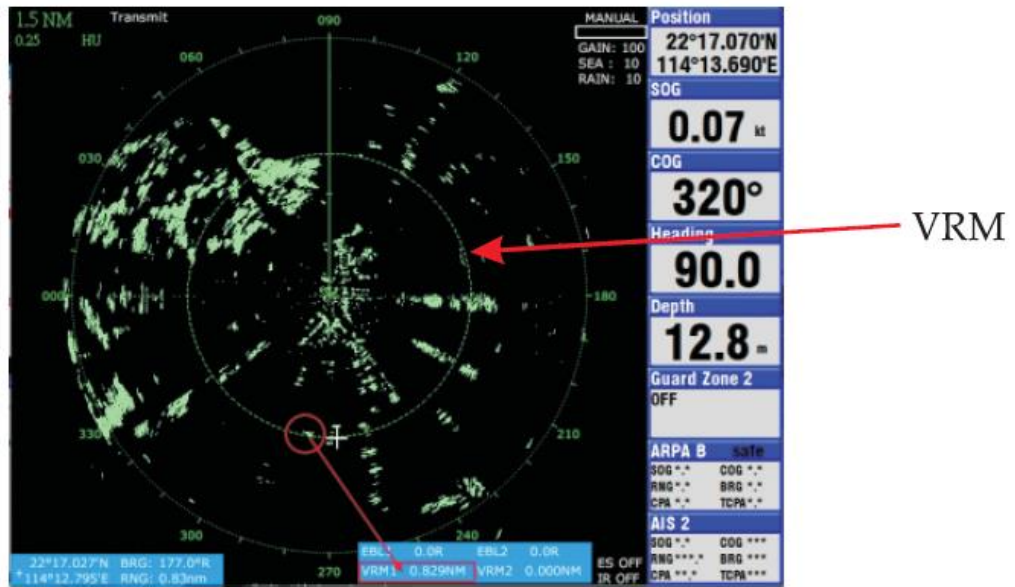 1.5 NM Transmit 090 MANUAL
0.25 HU
GAIN: 100
SEA : 10
RAIN: 10
060 120
030 150
000 180
330 210
300 240
270
22°17.027'N BRG: 177.0°R
+114°12.795'E RNG: 0.83nm
EBL1 0.0R EBL2 0.0R
VRM1 0.829NM VRM2 0.000NM
ES OFF
IR OFF
Position
22°17.070'N
114°13.690'E
SOG
0.07 kt
COG
320°
Heading
90.0
Depth
12.8 m
Guard Zone 2
OFF
ARPA B safe
SOG *.* COG *.*
RNG *.* BRG *.*
CPA *.* TCPA *.*
AIS 2
SOG *.* COG ***
RNG ***.* BRG ***
CPA **.* TCPA ***
VRM